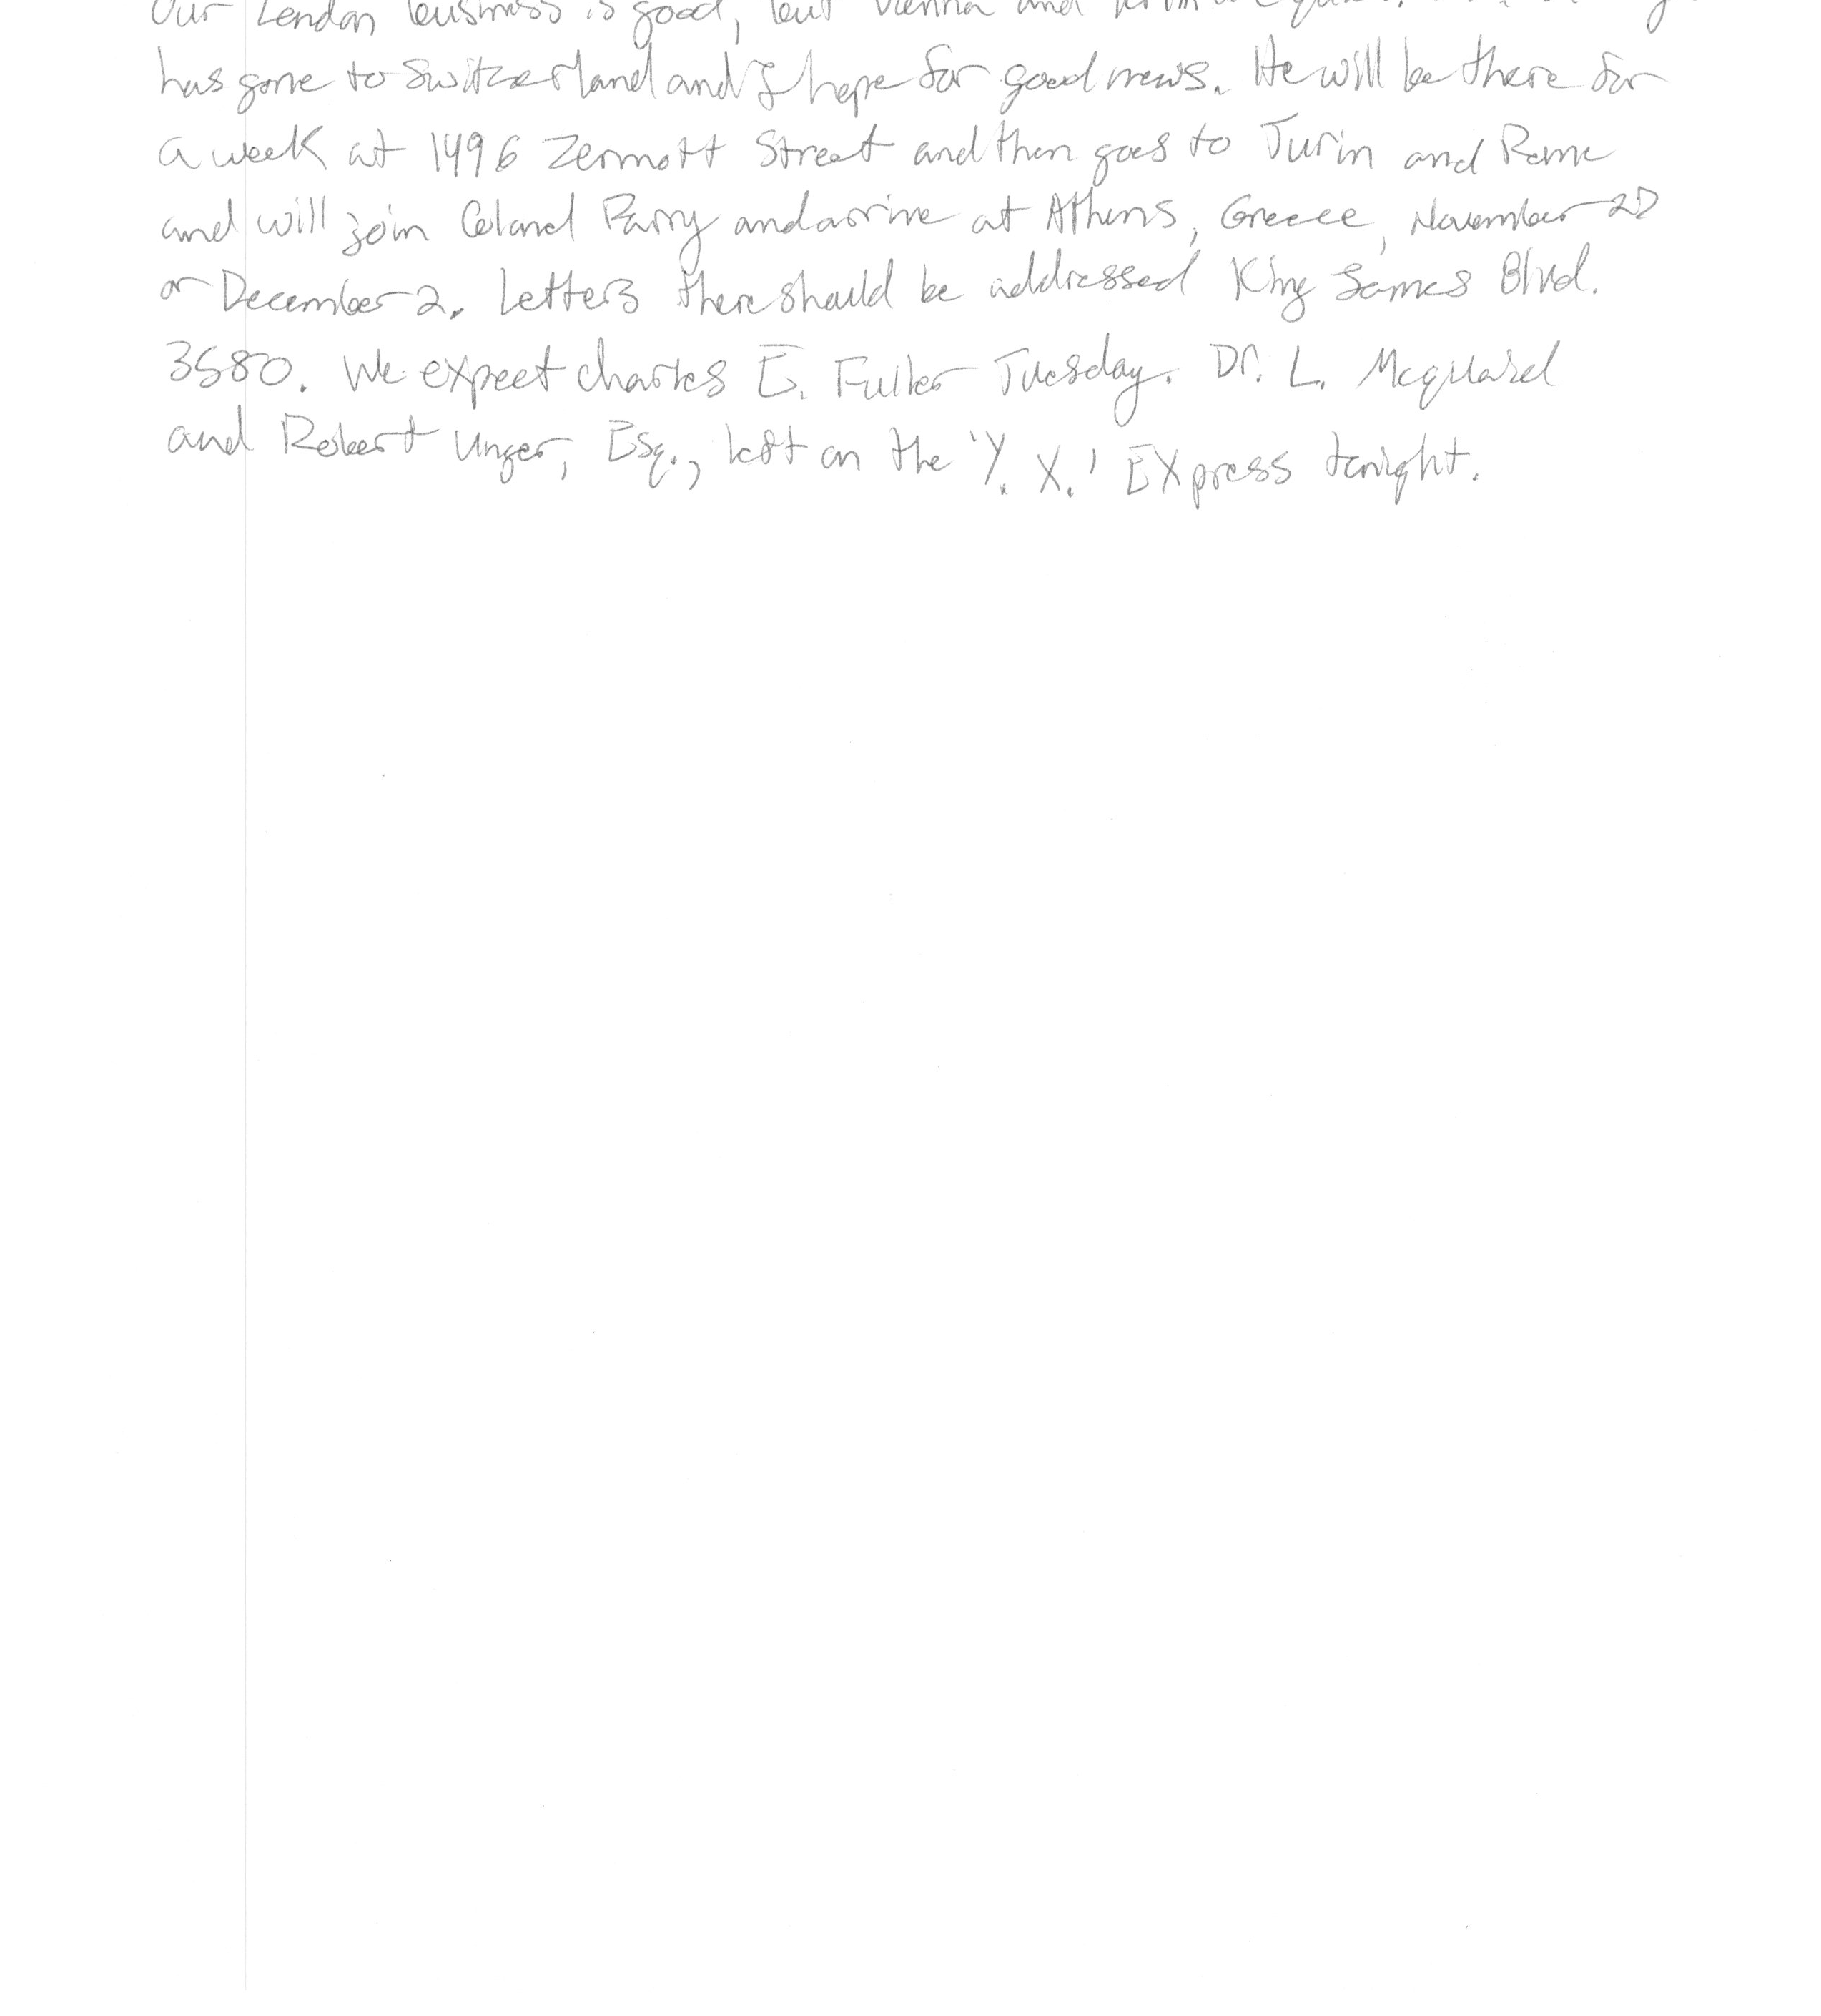 Our London business is good, but Vienna and
has gone to Switzerland and I hope for good news. He will be there for
a week at 1496 Zermott Street and then goes to Turin and Rome
and will join Colonel Parry and arrive at Athens, Greece, November 27
or December 2. Letters there should be addressed King James Blvd.
3580. We expect Charles E. Fuller Tuesday. Dr. L. McQuaid
and Robert Unger, Esq., left on the 'Y. X.' Express tonight.